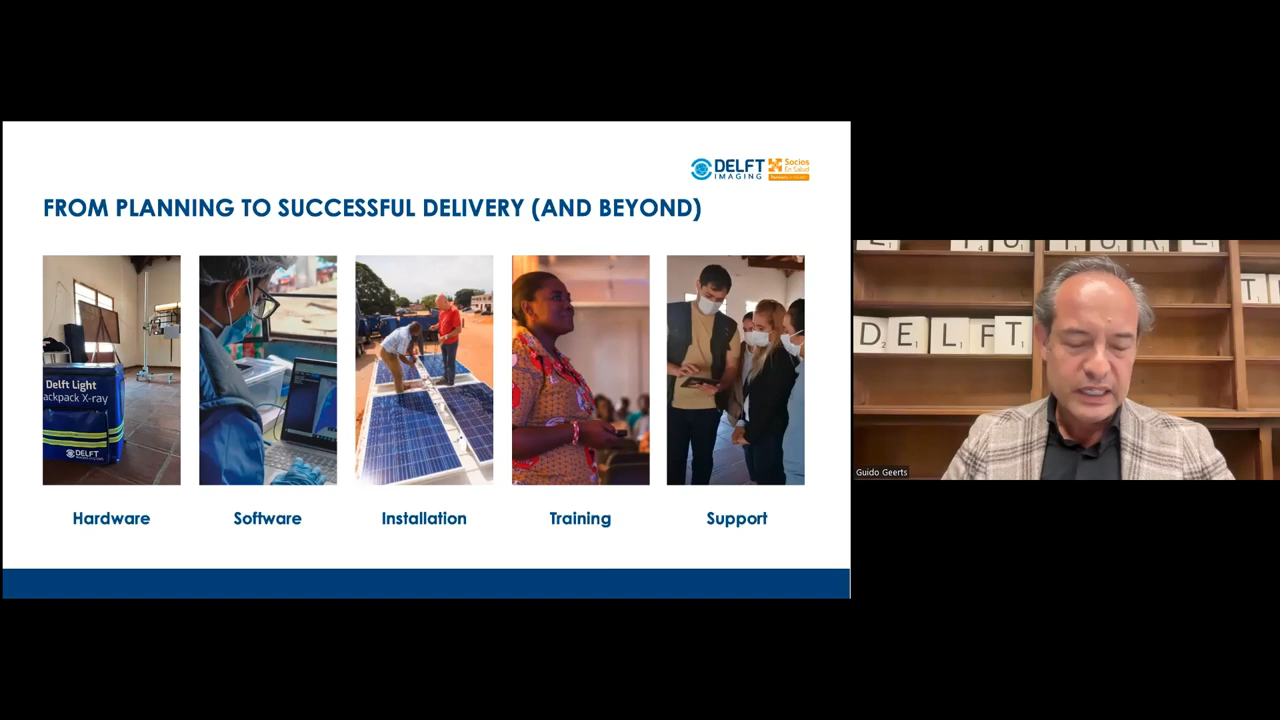 DELFT
IMAGING
Socios
En Salud
FROM PLANNING TO SUCCESSFUL DELIVERY (AND BEYOND)
Delft Light
ackpack X-ray
DELFT
Hardware
Software
Installation
Training
Support
DELFT
Guido Geerts